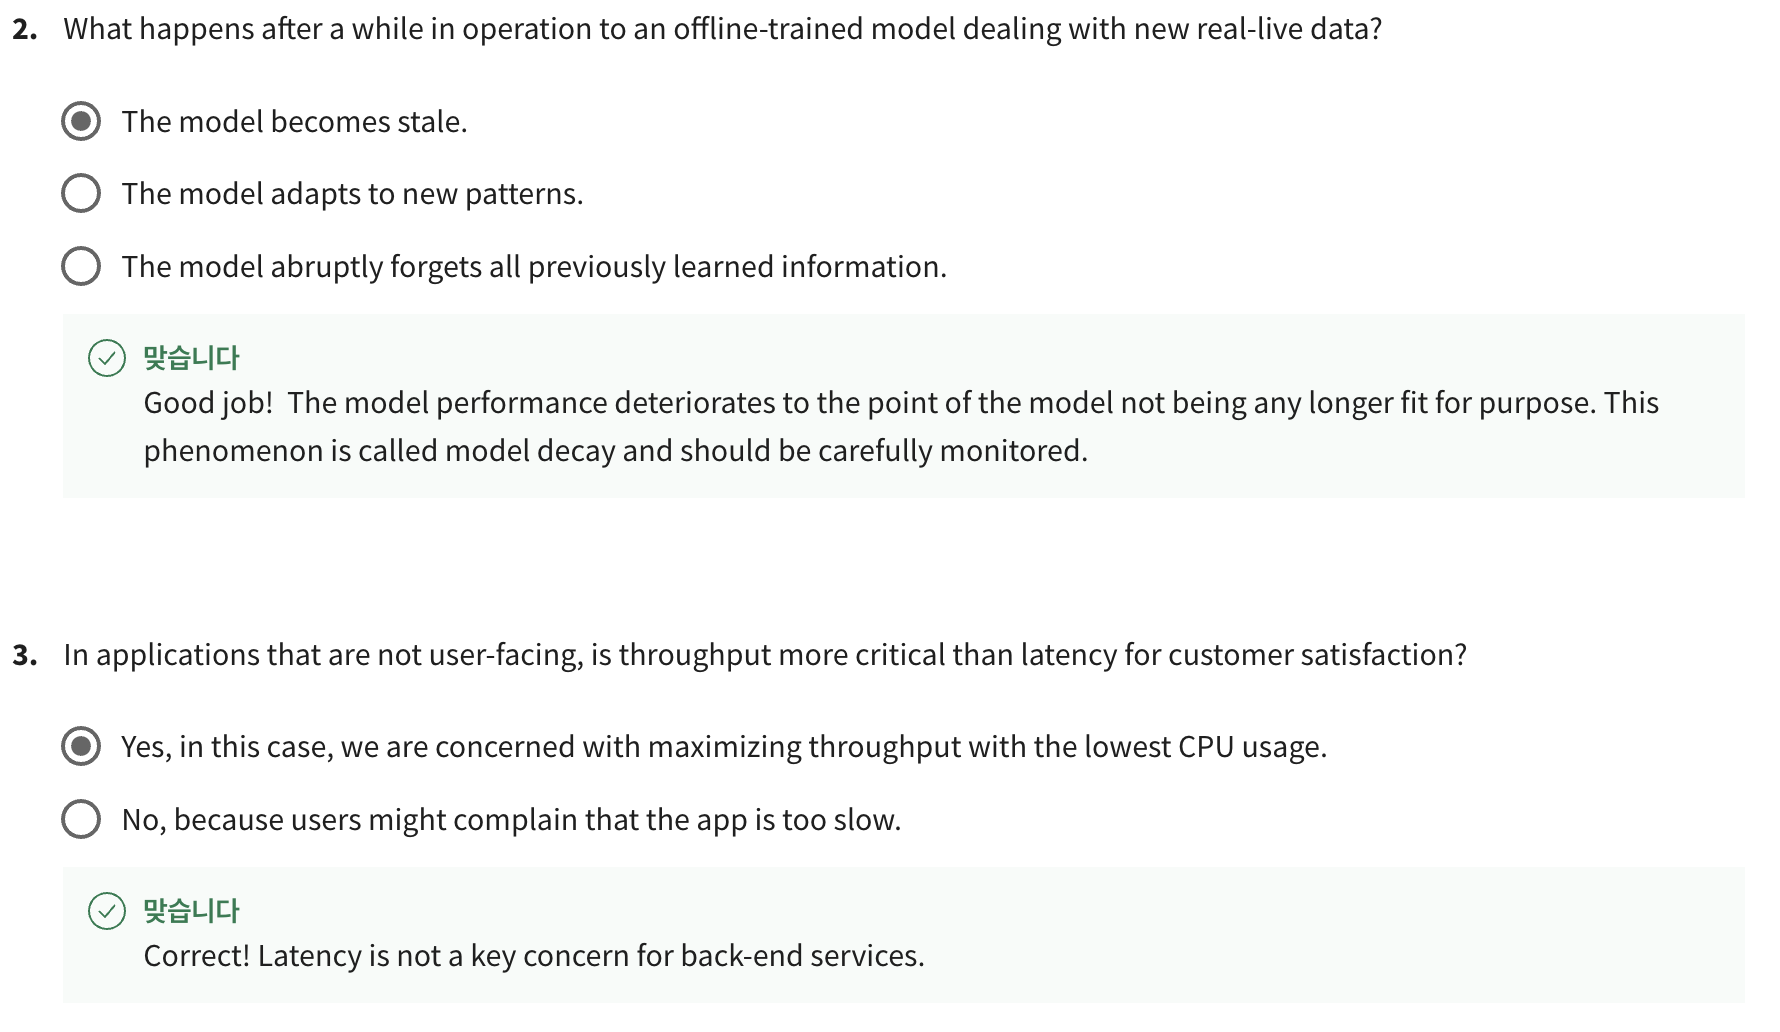 2. What happens after a while in operation to an offline-trained model dealing with new real-live data?
The model becomes stale.
The model adapts to new patterns.
The model abruptly forgets all previously learned information.
맞습니다
Good job!  The model performance deteriorates to the point of the model not being any longer fit for purpose. This
phenomenon is called model decay and should be carefully monitored.
3. In applications that are not user-facing, is throughput more critical than latency for customer satisfaction?
Yes, in this case, we are concerned with maximizing throughput with the lowest CPU usage.
No, because users might complain that the app is too slow.
맞습니다
Correct! Latency is not a key concern for back-end services.